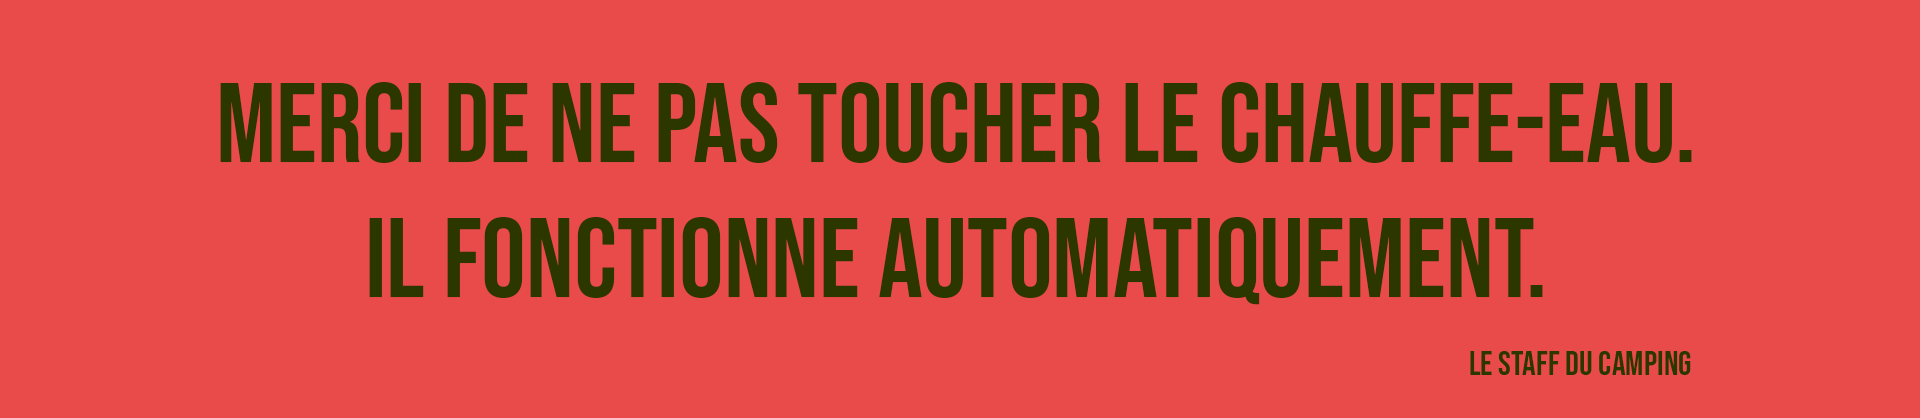 MERCI DE NE PAS TOUCHER LE CHAUFFE-EAU.
IL FONCTIONNE AUTOMATIQUEMENT.
LE STAFF DU CAMPING